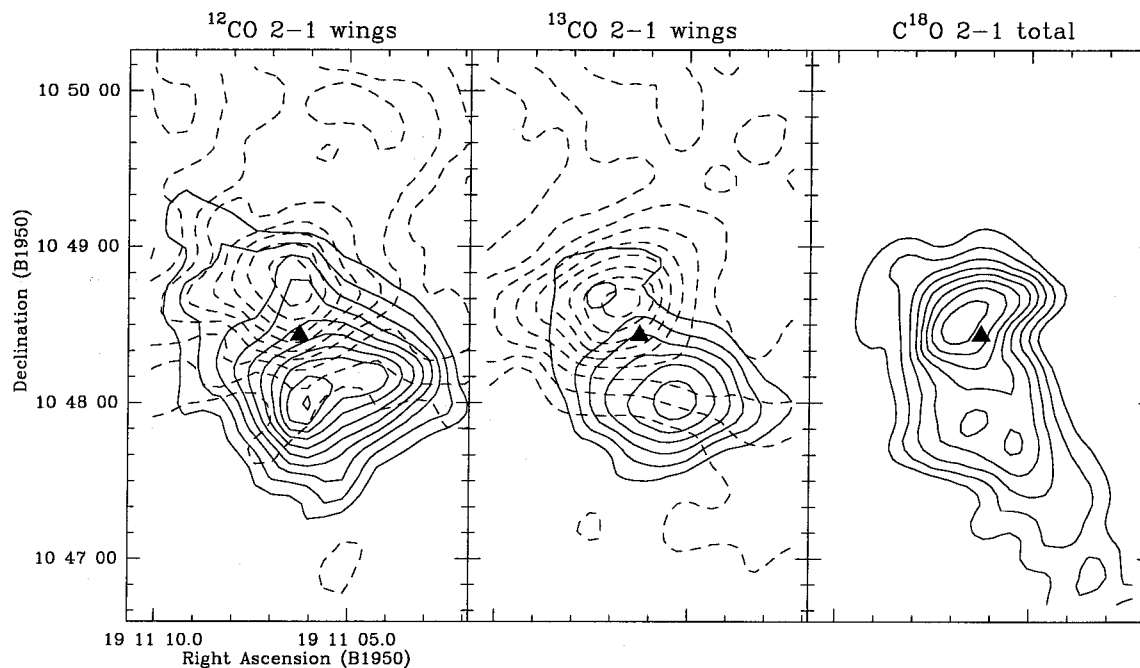 ¹²CO 2−1 wings
¹³CO 2−1 wings
C¹⁸O 2−1 total
10 50 00
10 49 00
10 48 00
10 47 00
Declination (B1950)
19 11 10.0
19 11 05.0
Right Ascension (B1950)